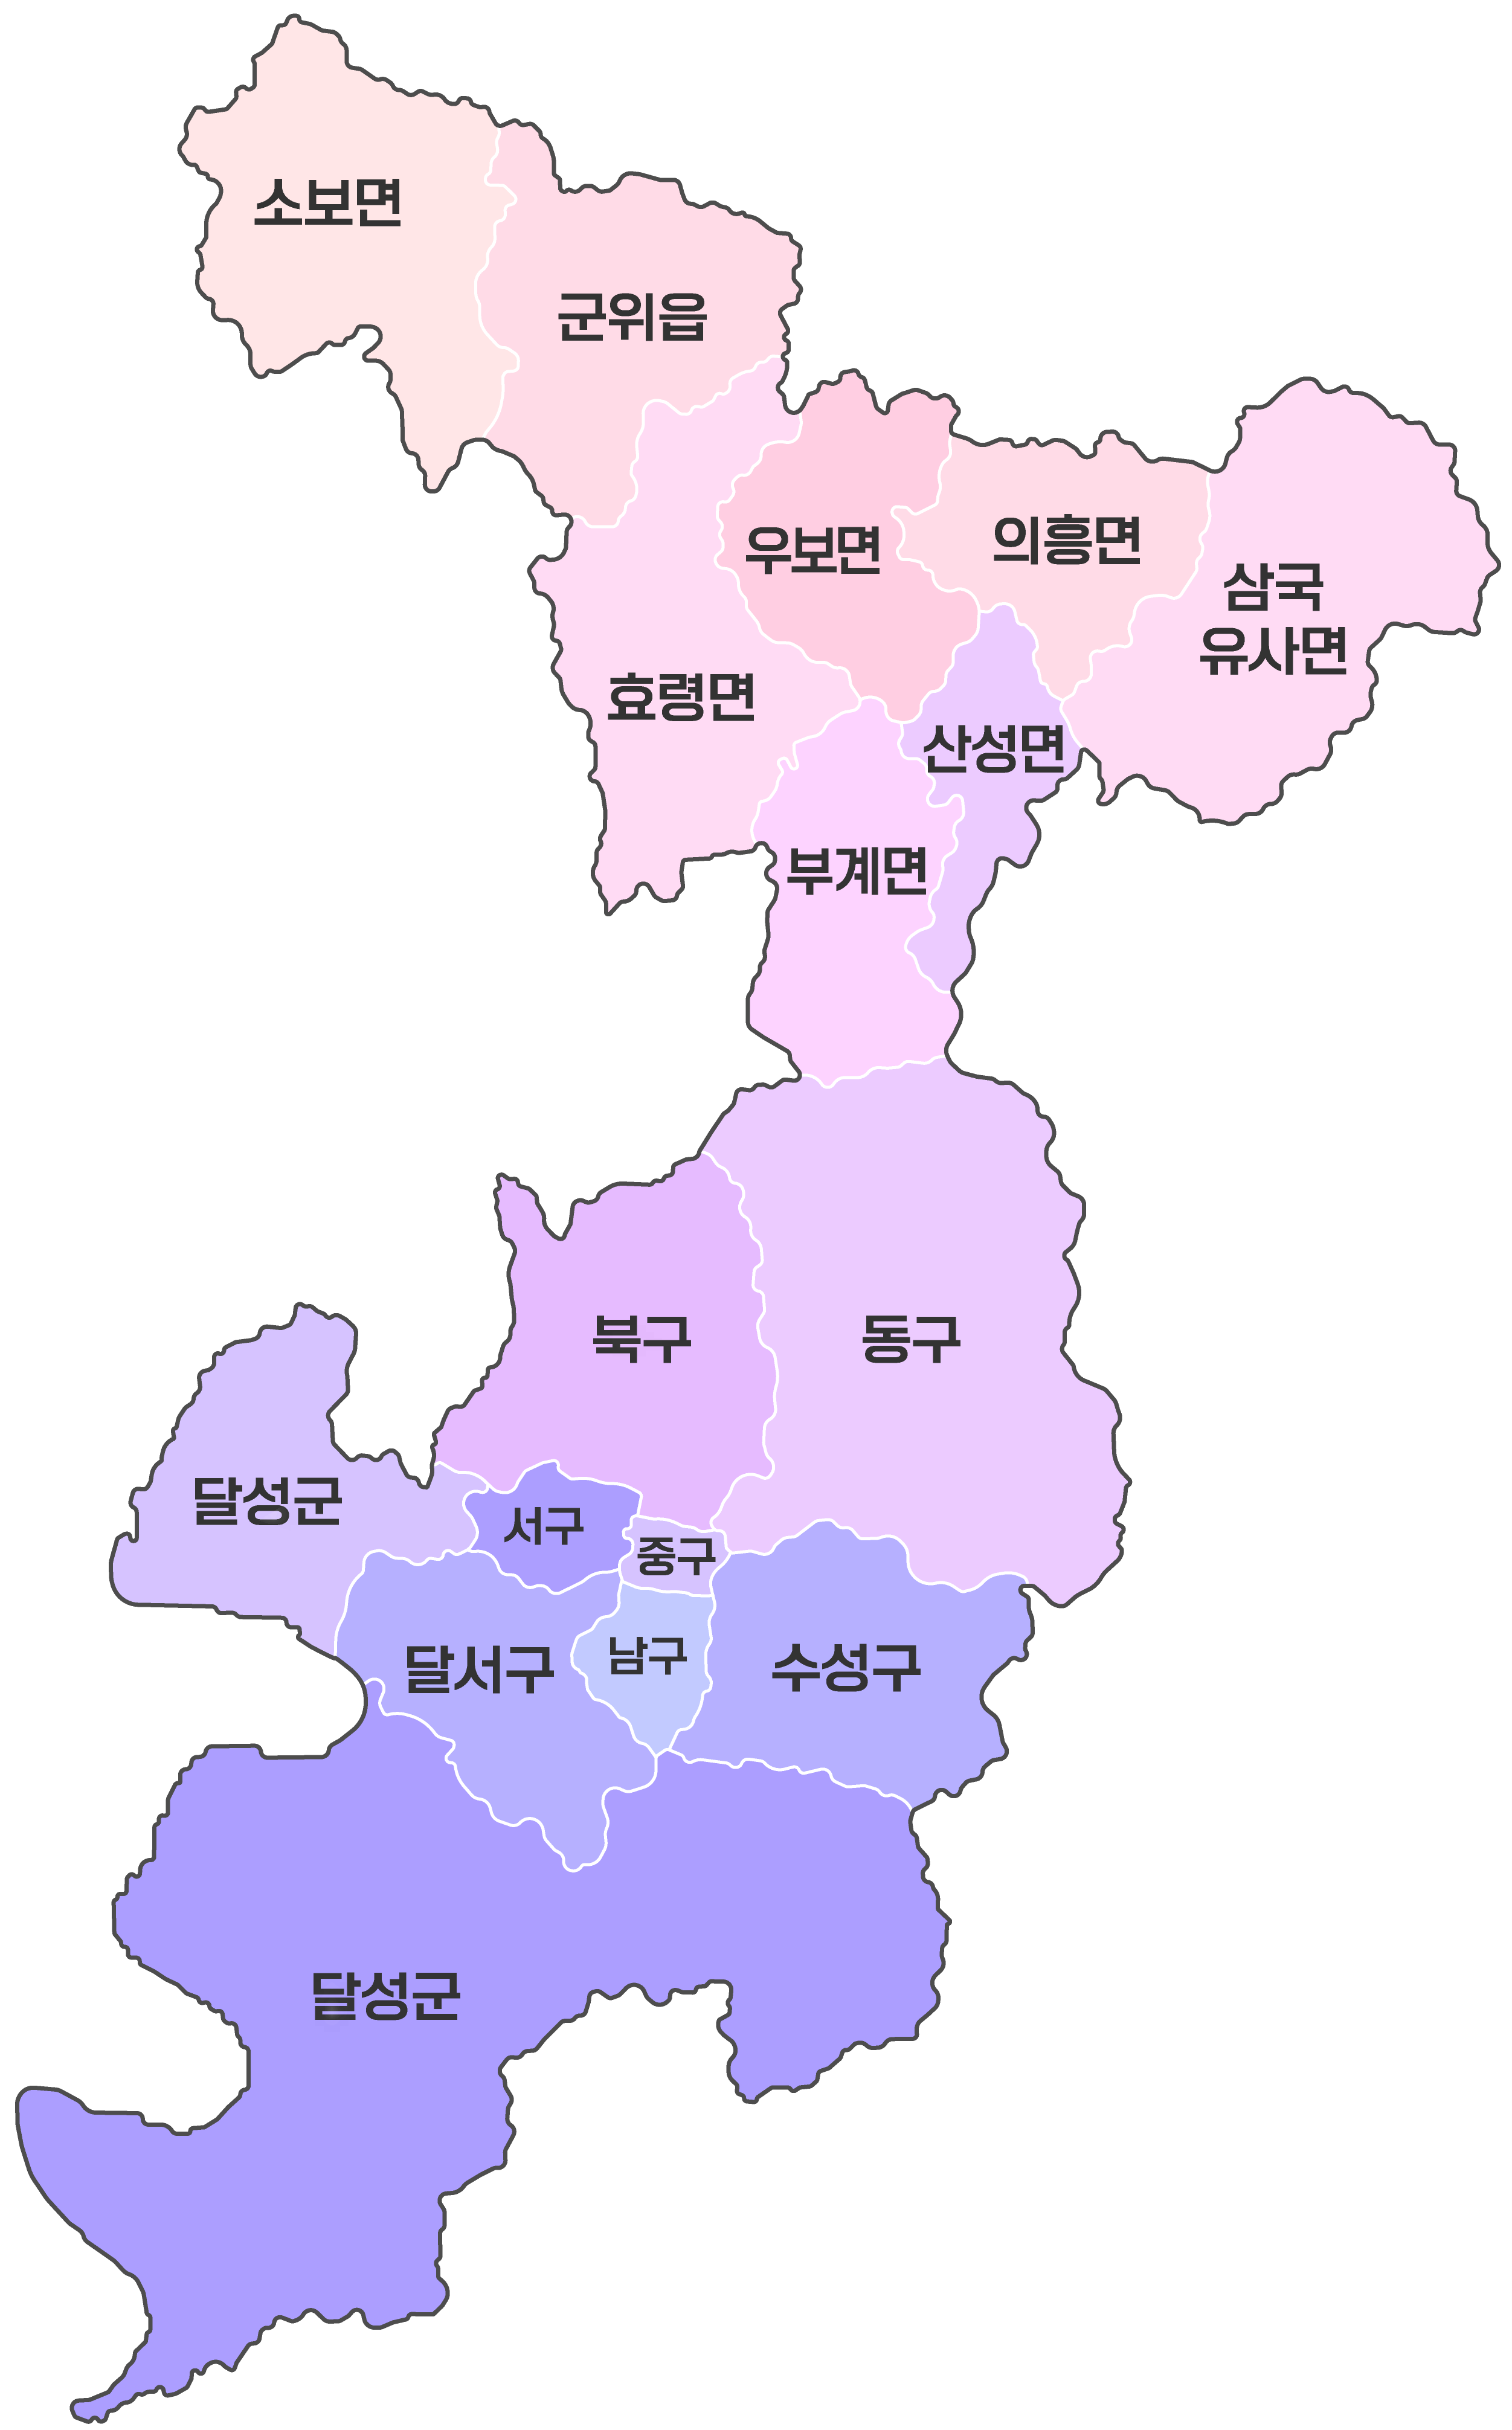 소보면
군위읍
우보면
의흥면
삼국
유사면
효령면
산성면
부계면
북구
동구
달성군
서구
중구
달서구
남구
수성구
달성군